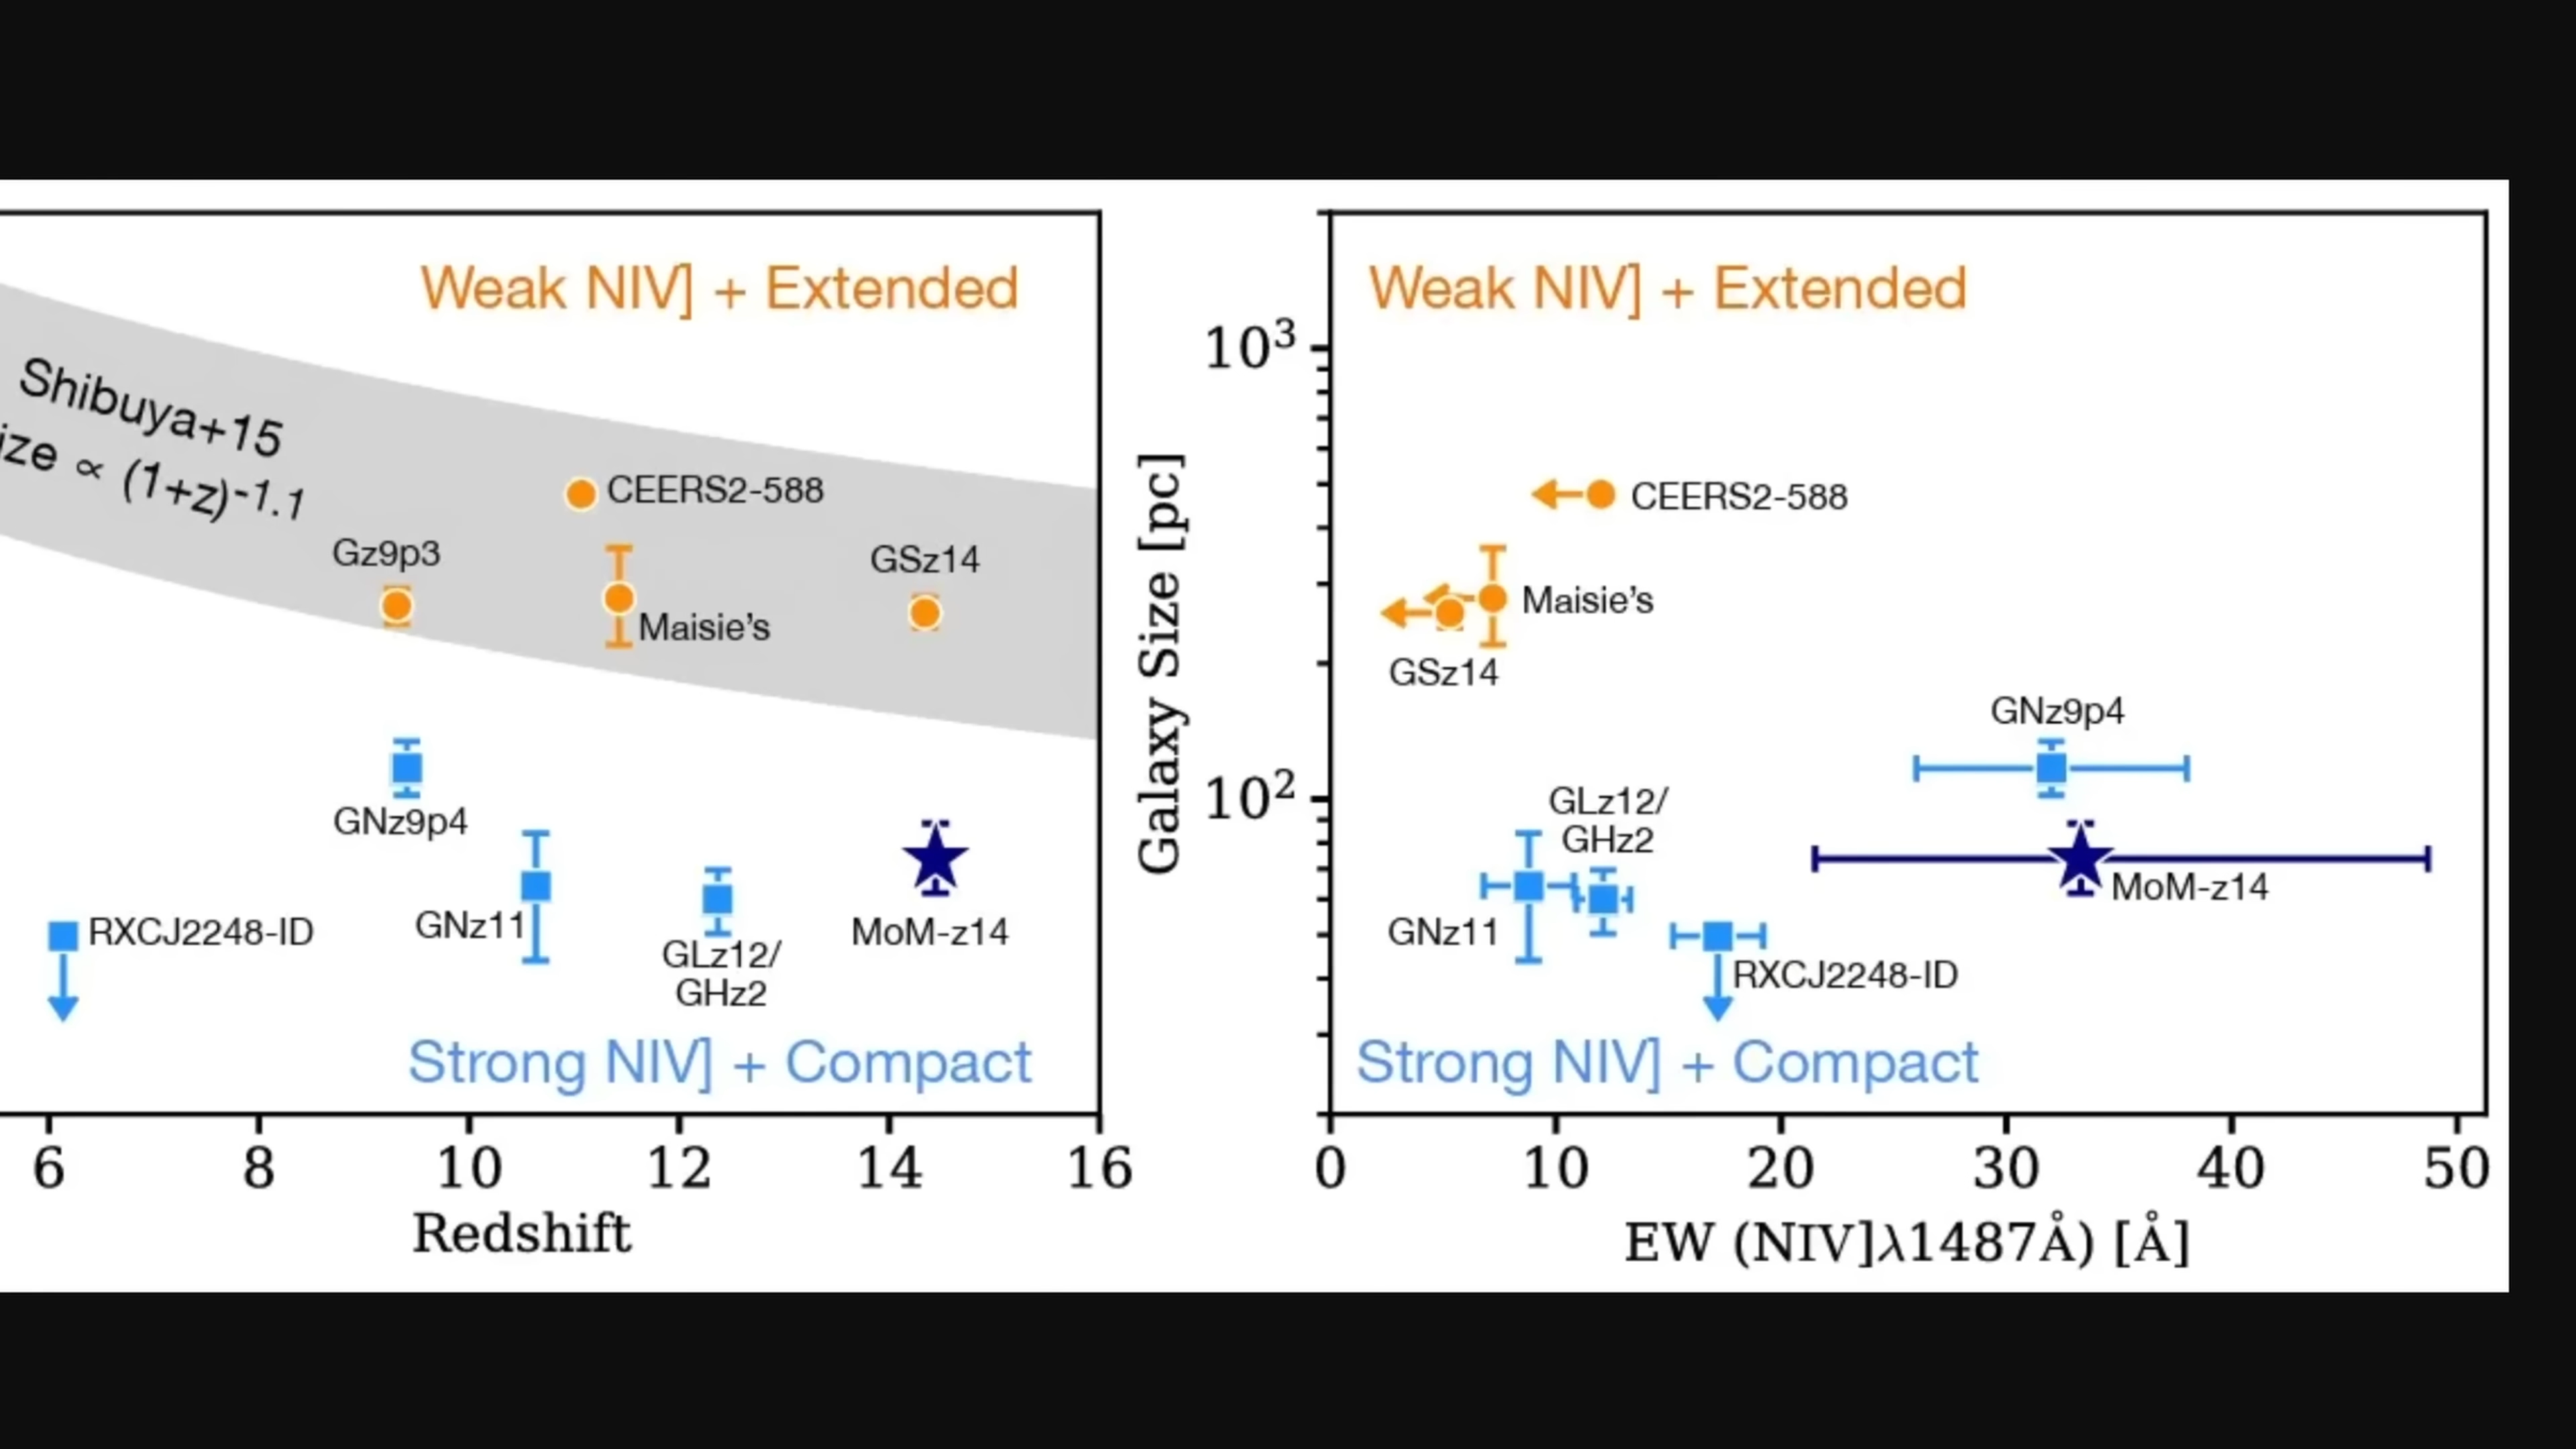 Weak NIV] + Extended
Shibuya+15
ize ∝ (1+z)-1.1
CEERS2-588
Gz9p3
Maisie's
GSz14
GNz9p4
GNz11
RXCJ2248-ID
GLz12/
GHz2
MoM-z14
Strong NIV] + Compact
6 8 10 12 14 16
Redshift
Galaxy Size [pc]
10³
10²
Weak NIV] + Extended
CEERS2-588
Maisie's
GSz14
GNz9p4
GLz12/
GHz2
GNz11
MoM-z14
RXCJ2248-ID
Strong NIV] + Compact
0 10 20 30 40 50
EW (NIV]λ1487Å) [Å]